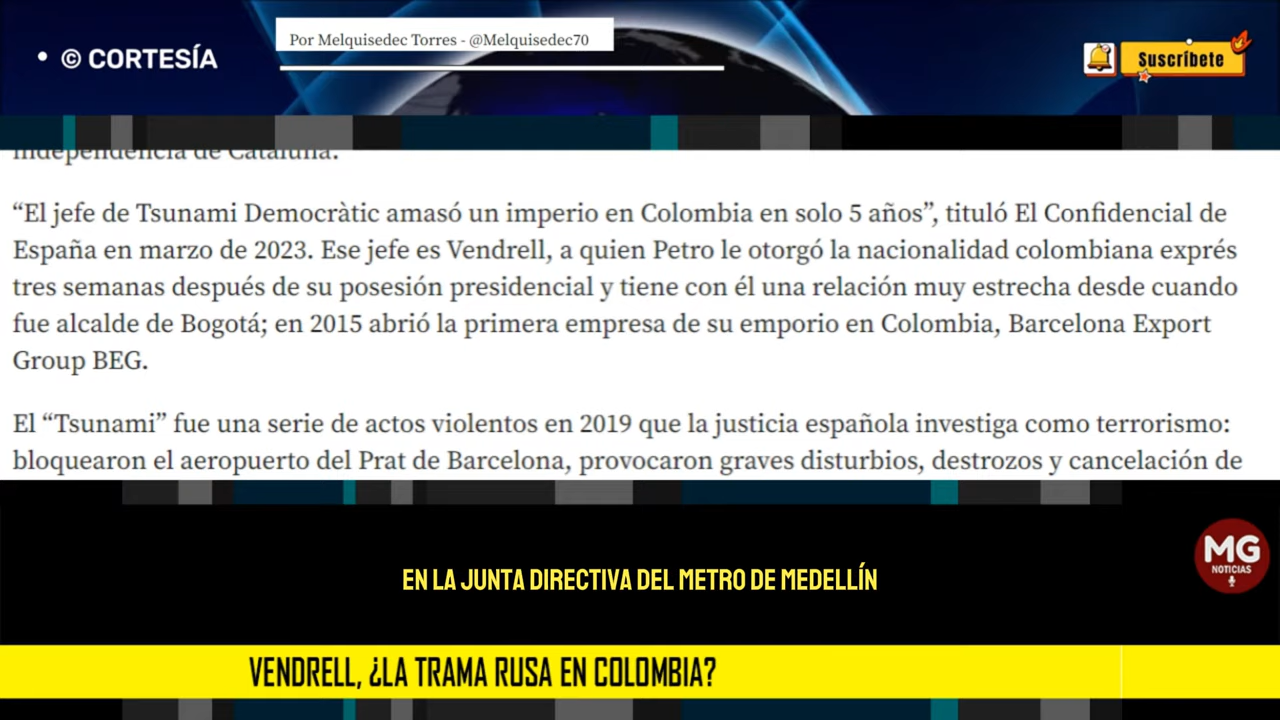 Por Melquisedec Torres - @Melquisedec70
• © CORTESÍA
Suscríbete
independencia de Cataluña.
“El jefe de Tsunami Democràtic amasó un imperio en Colombia en solo 5 años”, tituló El Confidencial de
España en marzo de 2023. Ese jefe es Vendrell, a quien Petro le otorgó la nacionalidad colombiana exprés
tres semanas después de su posesión presidencial y tiene con él una relación muy estrecha desde cuando
fue alcalde de Bogotá; en 2015 abrió la primera empresa de su emporio en Colombia, Barcelona Export
Group BEG.
El “Tsunami” fue una serie de actos violentos en 2019 que la justicia española investiga como terrorismo:
bloquearon el aeropuerto del Prat de Barcelona, provocaron graves disturbios, destrozos y cancelación de
MG
NOTICIAS
EN LA JUNTA DIRECTIVA DEL METRO DE MEDELLÍN
VENDRELL, ¿LA TRAMA RUSA EN COLOMBIA?